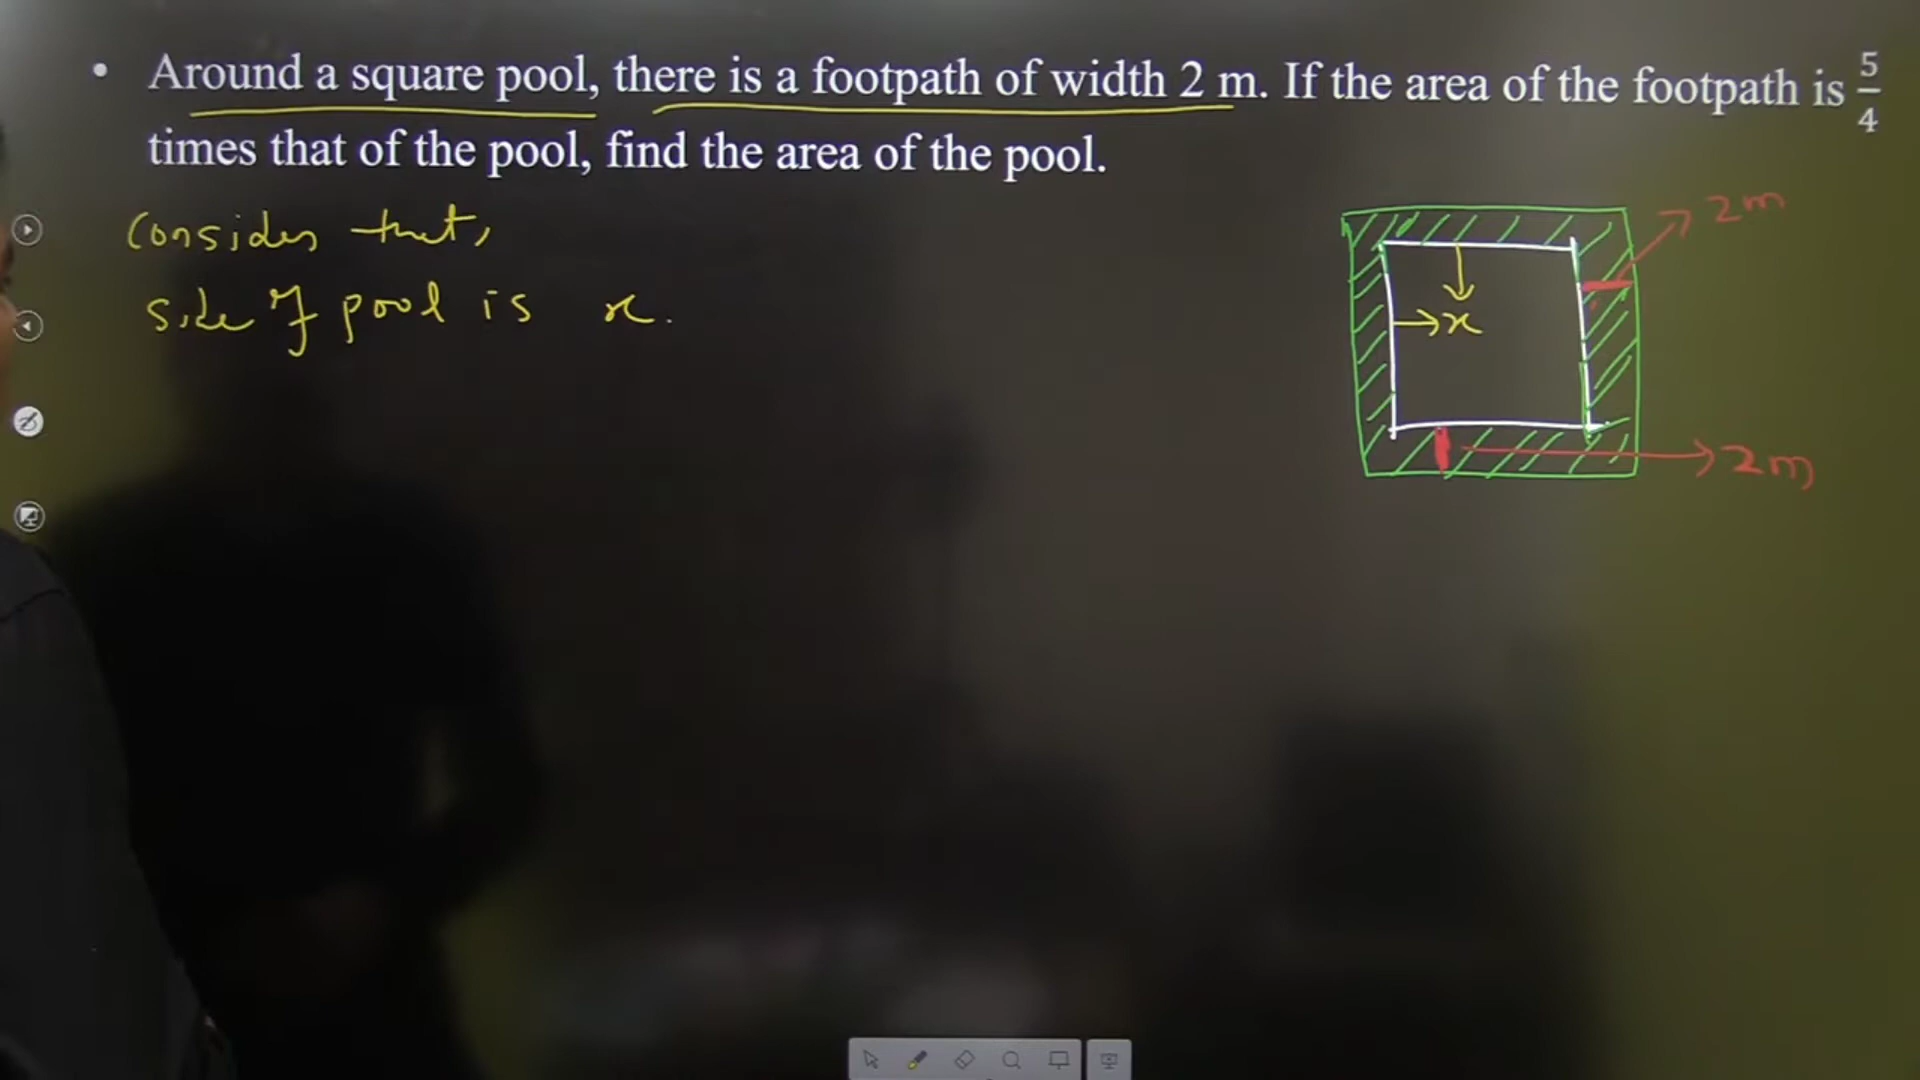 • Around a square pool, there is a footpath of width 2 m. If the area of the footpath is 5/4
times that of the pool, find the area of the pool.
Consider that,
side of pool is x.
2m
x
2m